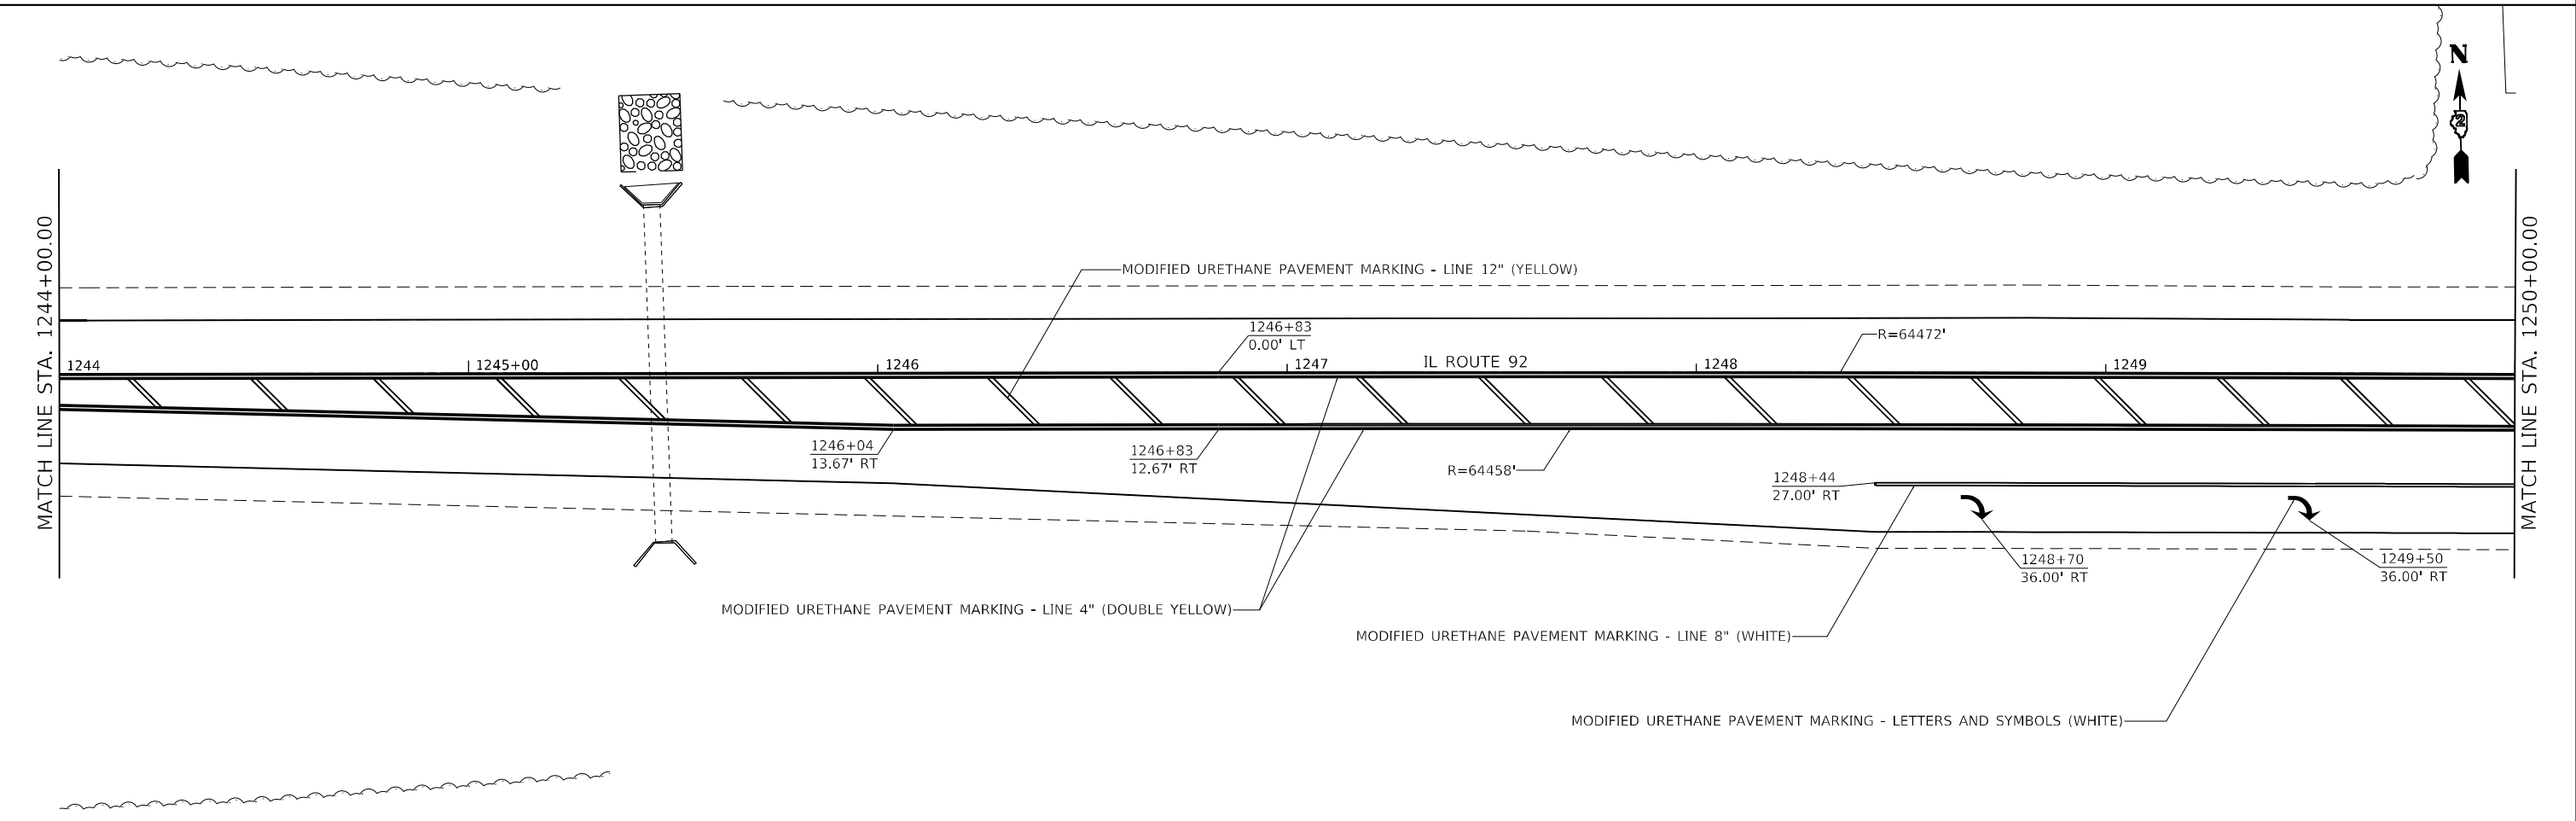 N
2
MATCH LINE STA. 1244+00.00
MATCH LINE STA. 1250+00.00
MODIFIED URETHANE PAVEMENT MARKING - LINE 12" (YELLOW)
1246+83
0.00' LT
R=64472'
1244
1245+00
1246
1247
IL ROUTE 92
1248
1249
1246+04
13.67' RT
1246+83
12.67' RT
R=64458'
1248+44
27.00' RT
1248+70
36.00' RT
1249+50
36.00' RT
MODIFIED URETHANE PAVEMENT MARKING - LINE 4" (DOUBLE YELLOW)
MODIFIED URETHANE PAVEMENT MARKING - LINE 8" (WHITE)
MODIFIED URETHANE PAVEMENT MARKING - LETTERS AND SYMBOLS (WHITE)